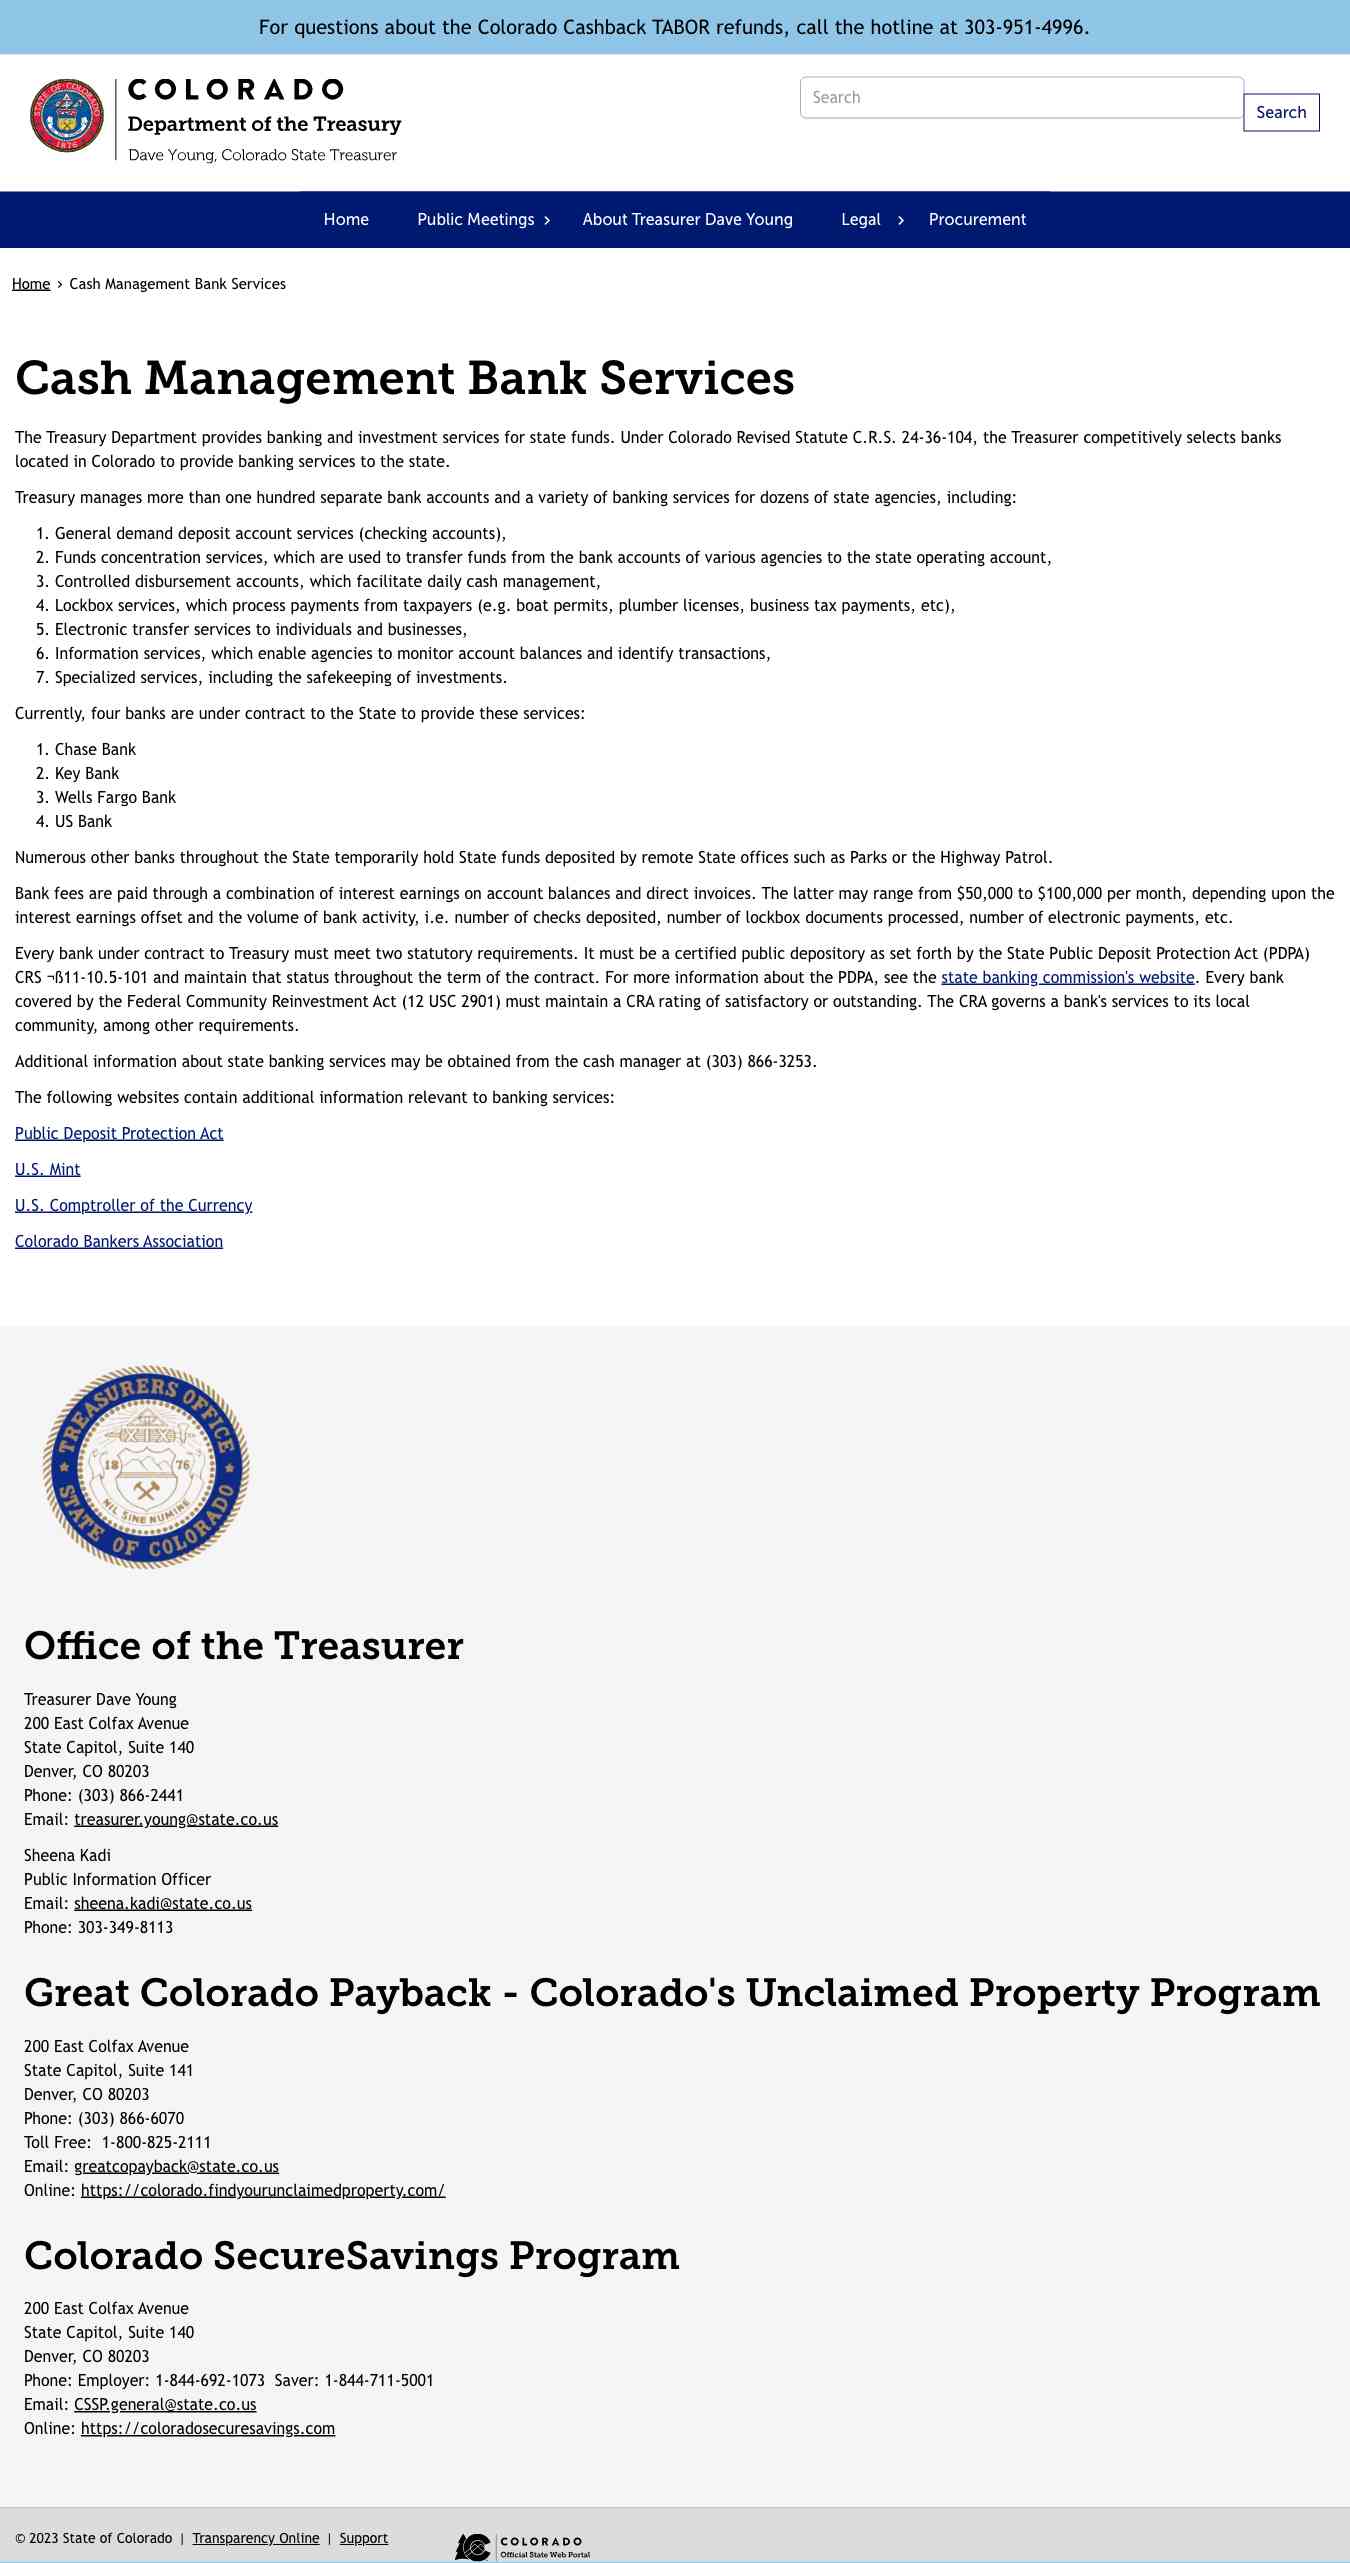 For questions about the Colorado Cashback TABOR refunds, call the hotline at 303-951-4996.
STATE OF COLORADO
1876
COLORADO
Department of the Treasury
Dave Young, Colorado State Treasurer
Search
Search
Home Public Meetings › About Treasurer Dave Young Legal › Procurement
Home › Cash Management Bank Services
Cash Management Bank Services
The Treasury Department provides banking and investment services for state funds. Under Colorado Revised Statute C.R.S. 24-36-104, the Treasurer competitively selects banks
located in Colorado to provide banking services to the state.
Treasury manages more than one hundred separate bank accounts and a variety of banking services for dozens of state agencies, including:
1. General demand deposit account services (checking accounts),
2. Funds concentration services, which are used to transfer funds from the bank accounts of various agencies to the state operating account,
3. Controlled disbursement accounts, which facilitate daily cash management,
4. Lockbox services, which process payments from taxpayers (e.g. boat permits, plumber licenses, business tax payments, etc),
5. Electronic transfer services to individuals and businesses,
6. Information services, which enable agencies to monitor account balances and identify transactions,
7. Specialized services, including the safekeeping of investments.
Currently, four banks are under contract to the State to provide these services:
1. Chase Bank
2. Key Bank
3. Wells Fargo Bank
4. US Bank
Numerous other banks throughout the State temporarily hold State funds deposited by remote State offices such as Parks or the Highway Patrol.
Bank fees are paid through a combination of interest earnings on account balances and direct invoices. The latter may range from $50,000 to $100,000 per month, depending upon the
interest earnings offset and the volume of bank activity, i.e. number of checks deposited, number of lockbox documents processed, number of electronic payments, etc.
Every bank under contract to Treasury must meet two statutory requirements. It must be a certified public depository as set forth by the State Public Deposit Protection Act (PDPA)
CRS ¬ß11-10.5-101 and maintain that status throughout the term of the contract. For more information about the PDPA, see the state banking commission's website. Every bank
covered by the Federal Community Reinvestment Act (12 USC 2901) must maintain a CRA rating of satisfactory or outstanding. The CRA governs a bank's services to its local
community, among other requirements.
Additional information about state banking services may be obtained from the cash manager at (303) 866-3253.
The following websites contain additional information relevant to banking services:
Public Deposit Protection Act
U.S. Mint
U.S. Comptroller of the Currency
Colorado Bankers Association
TREASURERS OFFICE
18 76
NIL SINE NUMINE
STATE OF COLORADO
Office of the Treasurer
Treasurer Dave Young
200 East Colfax Avenue
State Capitol, Suite 140
Denver, CO 80203
Phone: (303) 866-2441
Email: treasurer.young@state.co.us
Sheena Kadi
Public Information Officer
Email: sheena.kadi@state.co.us
Phone: 303-349-8113
Great Colorado Payback - Colorado's Unclaimed Property Program
200 East Colfax Avenue
State Capitol, Suite 141
Denver, CO 80203
Phone: (303) 866-6070
Toll Free: 1-800-825-2111
Email: greatcopayback@state.co.us
Online: https://colorado.findyourunclaimedproperty.com/
Colorado SecureSavings Program
200 East Colfax Avenue
State Capitol, Suite 140
Denver, CO 80203
Phone: Employer: 1-844-692-1073 Saver: 1-844-711-5001
Email: CSSP.general@state.co.us
Online: https://coloradosecuresavings.com
© 2023 State of Colorado | Transparency Online | Support
COLORADO
Official State Web Portal